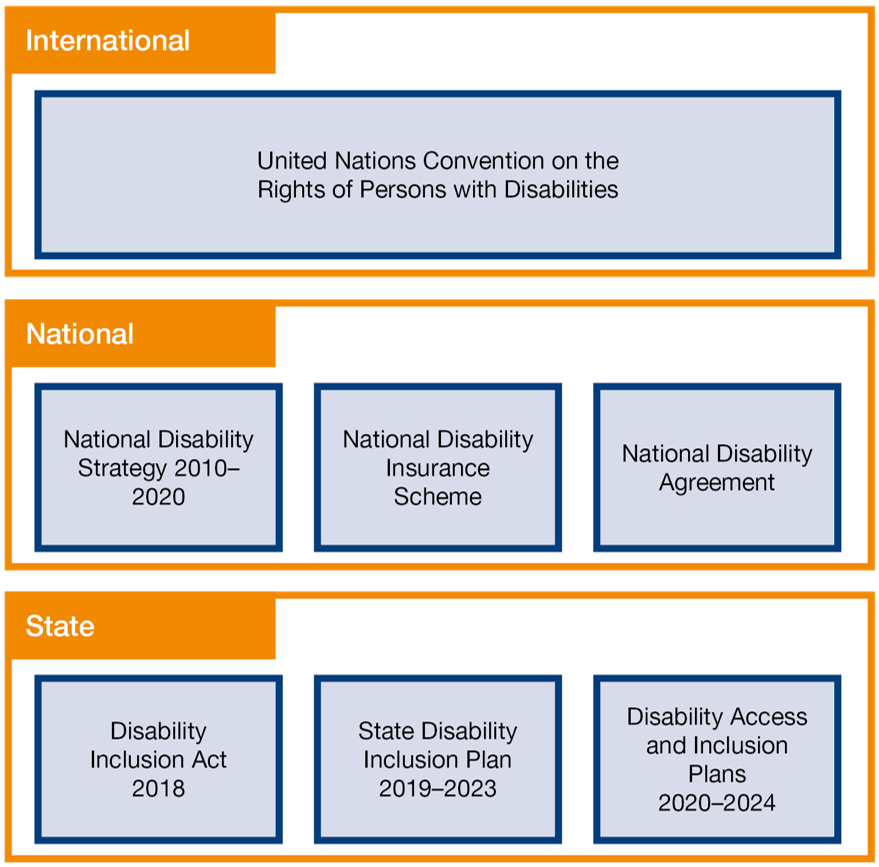 International
United Nations Convention on the
Rights of Persons with Disabilities
National
National Disability
Strategy 2010–
2020
National Disability
Insurance
Scheme
National Disability
Agreement
State
Disability
Inclusion Act
2018
State Disability
Inclusion Plan
2019–2023
Disability Access
and Inclusion
Plans
2020–2024